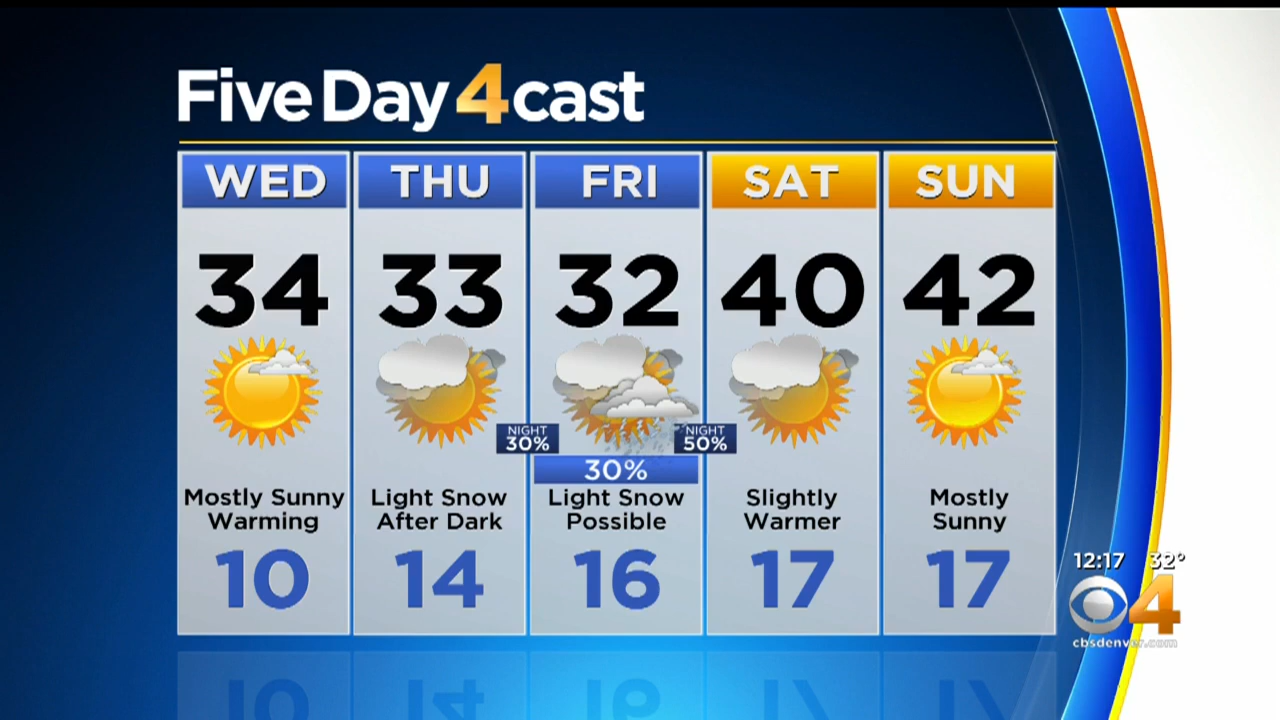 Five Day 4cast
WED THU FRI SAT SUN
34 33 32 40 42
NIGHT 30% NIGHT 50%
30%
Mostly Sunny Light Snow Light Snow Slightly Mostly
Warming After Dark Possible Warmer Sunny
10 14 16 17 17
12:17 32°
4
cbsdenver.com